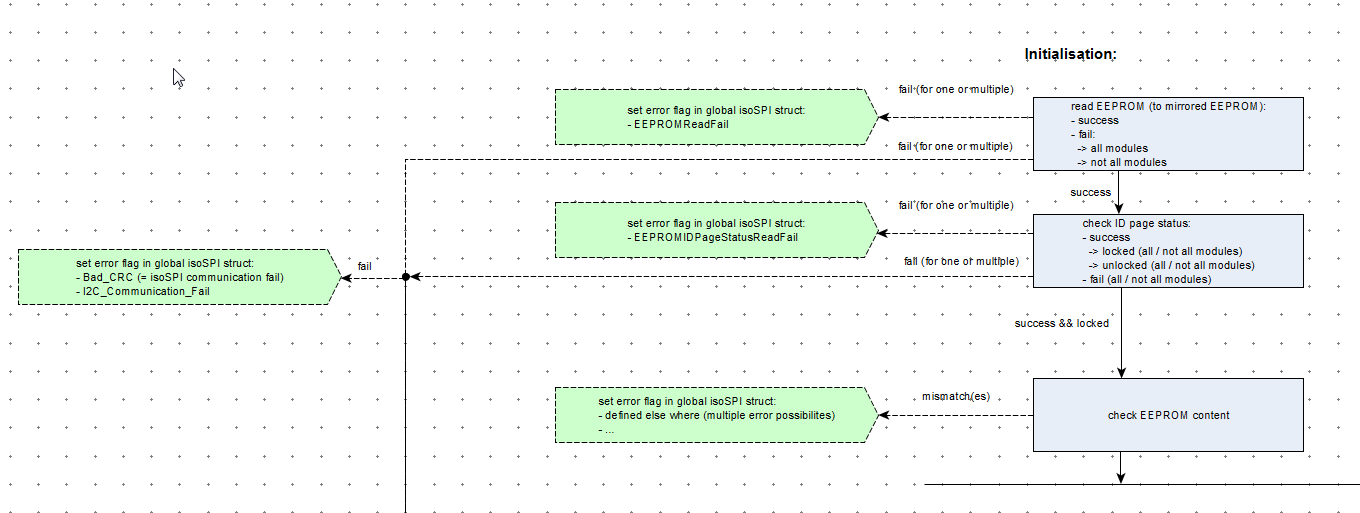 Initialisation:
fail (for one or multiple)
set error flag in global isoSPI struct:
- EEPROMReadFail
read EEPROM (to mirrored EEPROM):
- success
- fail:
-> all modules
-> not all modules
fail (for one or multiple)
success
fail (for one or multiple)
set error flag in global isoSPI struct:
- EEPROMIDPageStatusReadFail
check ID page status:
- success
-> locked (all / not all modules)
-> unlocked (all / not all modules)
- fail (all / not all modules)
fail (for one or multiple)
set error flag in global isoSPI struct:
- Bad_CRC (= isoSPI communication fail)
- I2C_Communication_Fail
fail
success && locked
set error flag in global isoSPI struct:
- defined else where (multiple error possibilites)
- ...
mismatch(es)
check EEPROM content